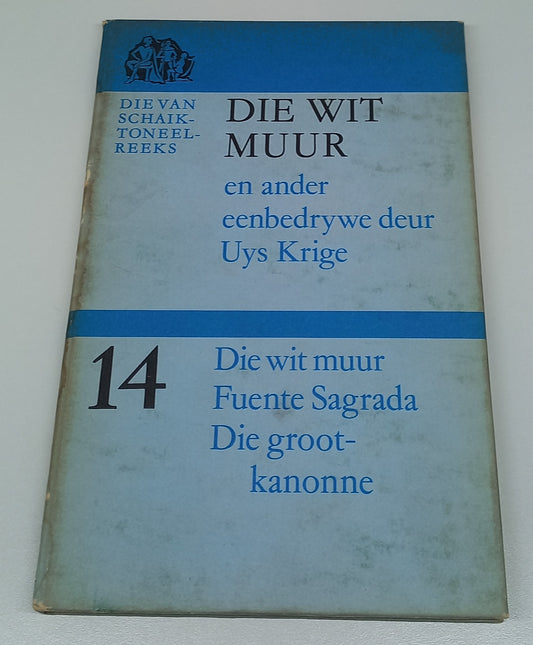 DIE VAN
SCHAIK-
TONEEL-
REEKS
DIE WIT
MUUR
en ander
eenbedrywe deur
Uys Krige
14
Die wit muur
Fuente Sagrada
Die groot-
kanonne